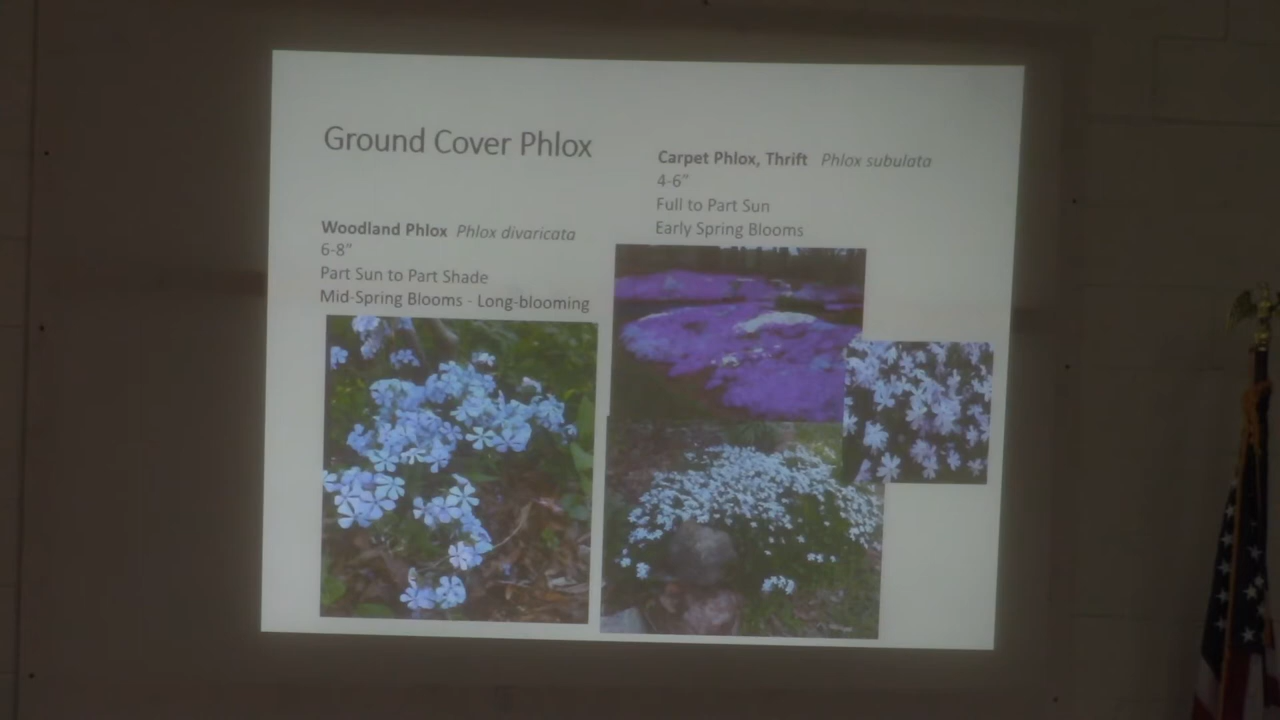 Ground Cover Phlox
Woodland Phlox Phlox divaricata
6-8”
Part Sun to Part Shade
Mid-Spring Blooms - Long-blooming
Carpet Phlox, Thrift Phlox subulata
4-6”
Full to Part Sun
Early Spring Blooms